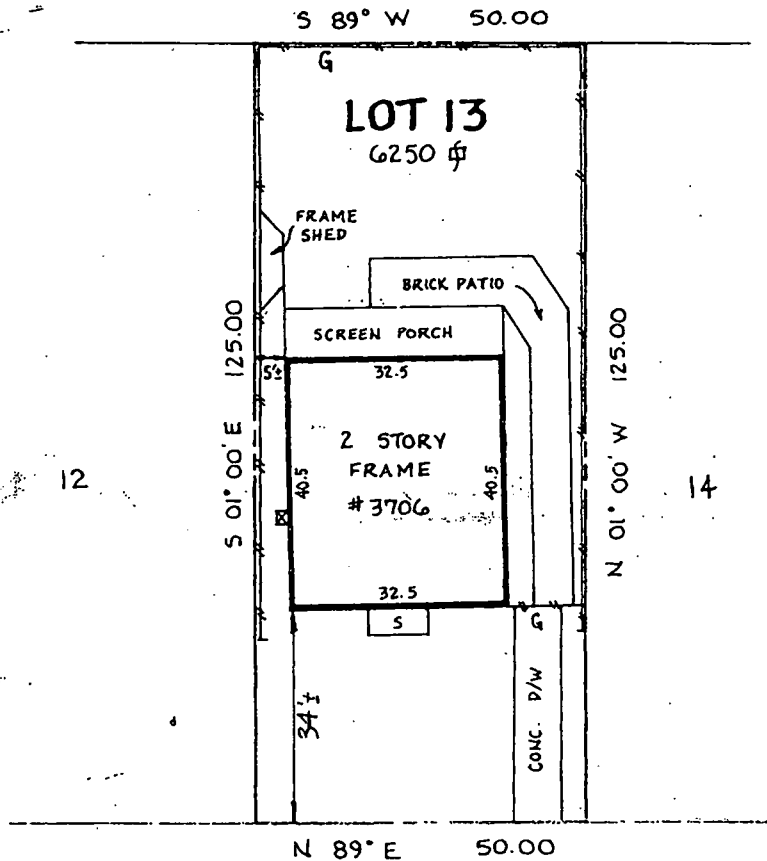 S 89° W 50.00
G
LOT 13
6250 ⏍
FRAME
SHED
BRICK PATIO
SCREEN PORCH
S 01° 00' E 125.00
N 01° 00' W 125.00
5'±
32.5
2 STORY
FRAME
#3706
40.5
40.5
12
14
32.5
S
G
34'±
CONC. D/W
N 89° E 50.00